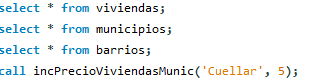 select * from viviendas;
select * from municipios;
select * from barrios;
call incPrecioViviendasMunic('Cuellar', 5);